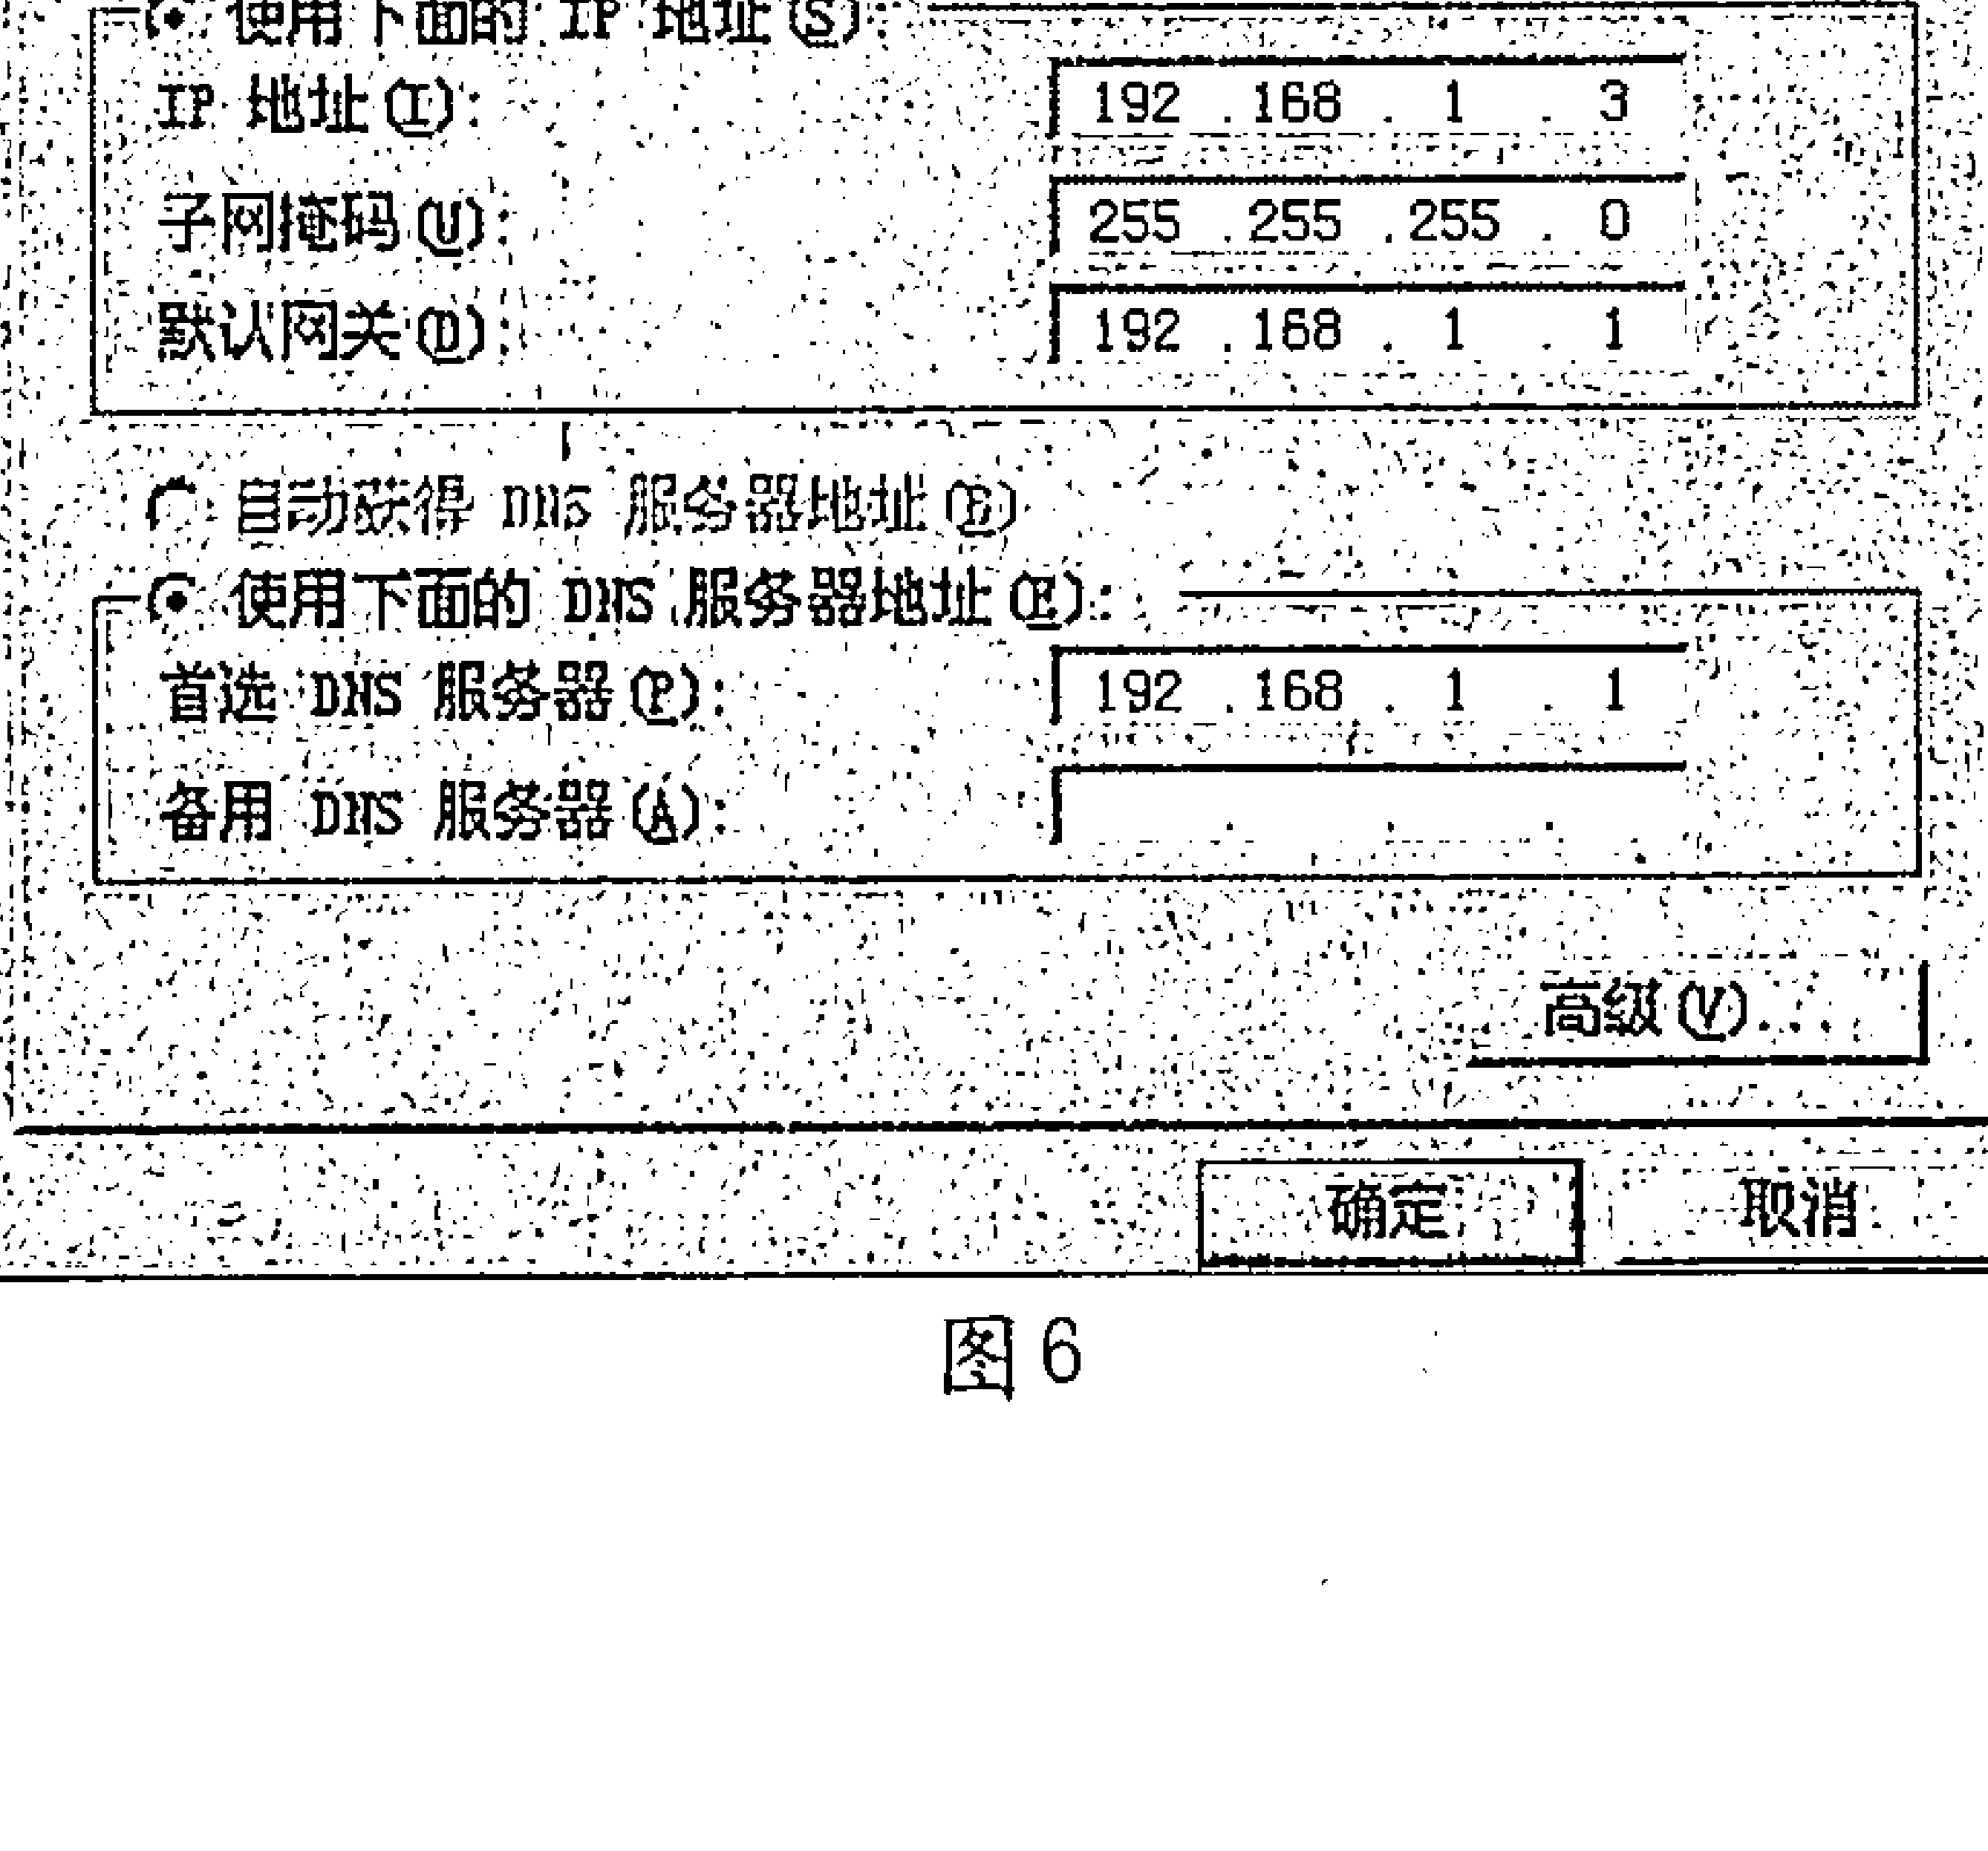 使用下面的 IP 地址(S):
IP 地址(I): 192 .168 . 1 . 3
子网掩码(U): 255 .255 .255 . 0
默认网关(D): 192 .168 . 1 . 1
自动获得 DNS 服务器地址(B)
使用下面的 DNS 服务器地址(E):
首选 DNS 服务器(P): 192 .168 . 1 . 1
备用 DNS 服务器(A): . . .
高级(V)...
确定 取消
图 6